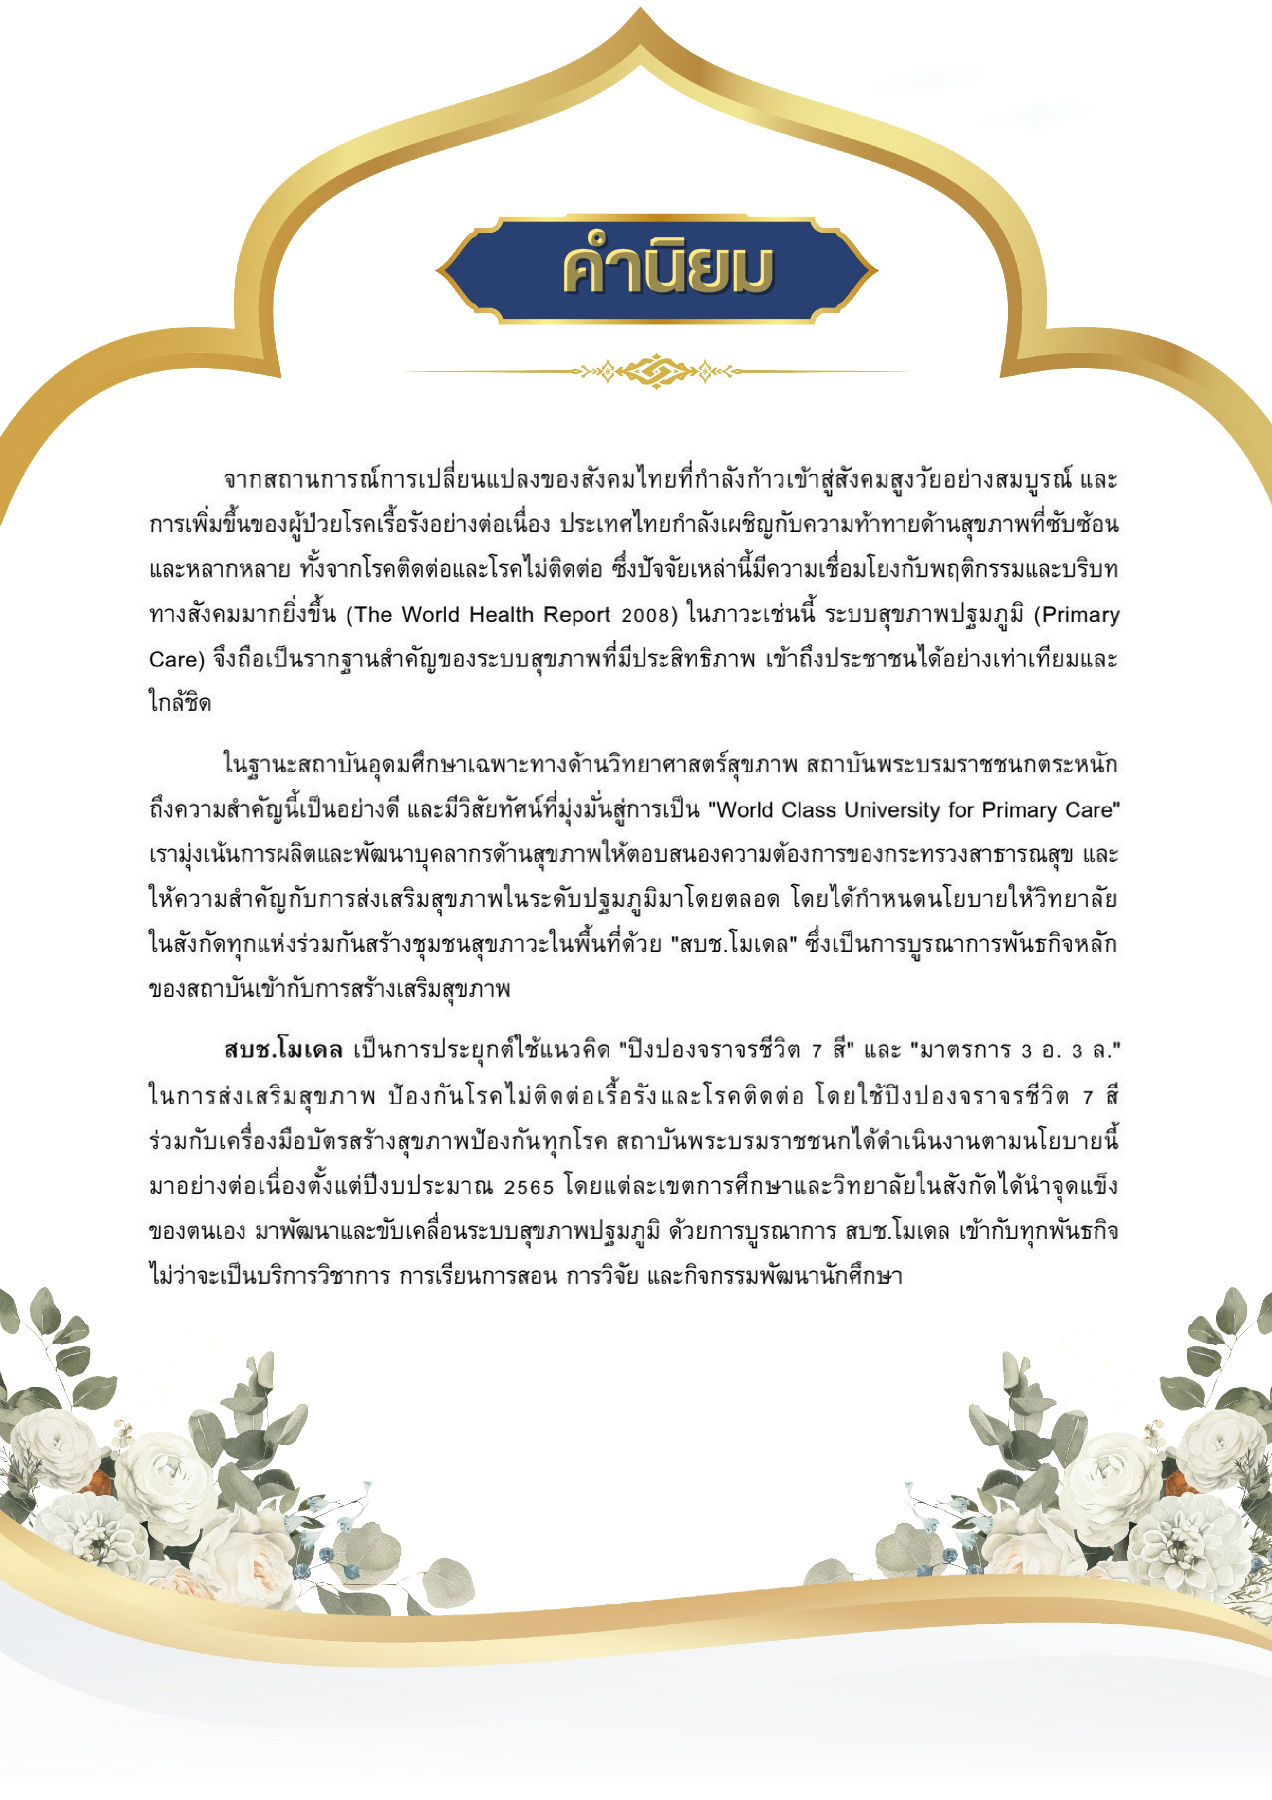 คำนิยม
จากสถานการณ์การเปลี่ยนแปลงของสังคมไทยที่กำลังก้าวเข้าสู่สังคมสูงวัยอย่างสมบูรณ์ และ
การเพิ่มขึ้นของผู้ป่วยโรคเรื้อรังอย่างต่อเนื่อง ประเทศไทยกำลังเผชิญกับความท้าทายด้านสุขภาพที่ซับซ้อน
และหลากหลาย ทั้งจากโรคติดต่อและโรคไม่ติดต่อ ซึ่งปัจจัยเหล่านี้มีความเชื่อมโยงกับพฤติกรรมและบริบท
ทางสังคมมากยิ่งขึ้น (The World Health Report 2008) ในภาวะเช่นนี้ ระบบสุขภาพปฐมภูมิ (Primary
Care) จึงถือเป็นรากฐานสำคัญของระบบสุขภาพที่มีประสิทธิภาพ เข้าถึงประชาชนได้อย่างเท่าเทียมและ
ใกล้ชิด
ในฐานะสถาบันอุดมศึกษาเฉพาะทางด้านวิทยาศาสตร์สุขภาพ สถาบันพระบรมราชชนกตระหนัก
ถึงความสำคัญนี้เป็นอย่างดี และมีวิสัยทัศน์ที่มุ่งมั่นสู่การเป็น "World Class University for Primary Care"
เรามุ่งเน้นการผลิตและพัฒนาบุคลากรด้านสุขภาพให้ตอบสนองความต้องการของกระทรวงสาธารณสุข และ
ให้ความสำคัญกับการส่งเสริมสุขภาพในระดับปฐมภูมิมาโดยตลอด โดยได้กำหนดนโยบายให้วิทยาลัย
ในสังกัดทุกแห่งร่วมกันสร้างชุมชนสุขภาวะในพื้นที่ด้วย "สบช.โมเดล" ซึ่งเป็นการบูรณาการพันธกิจหลัก
ของสถาบันเข้ากับการสร้างเสริมสุขภาพ
สบช.โมเดล เป็นการประยุกต์ใช้แนวคิด "ปิงปองจราจรชีวิต 7 สี" และ "มาตรการ 3 อ. 3 ล."
ในการส่งเสริมสุขภาพ ป้องกันโรคไม่ติดต่อเรื้อรังและโรคติดต่อ โดยใช้ปิงปองจราจรชีวิต 7 สี
ร่วมกับเครื่องมือบัตรสร้างสุขภาพป้องกันทุกโรค สถาบันพระบรมราชชนกได้ดำเนินงานตามนโยบายนี้
มาอย่างต่อเนื่องตั้งแต่ปีงบประมาณ 2565 โดยแต่ละเขตการศึกษาและวิทยาลัยในสังกัดได้นำจุดแข็ง
ของตนเอง มาพัฒนาและขับเคลื่อนระบบสุขภาพปฐมภูมิ ด้วยการบูรณาการ สบช.โมเดล เข้ากับทุกพันธกิจ
ไม่ว่าจะเป็นบริการวิชาการ การเรียนการสอน การวิจัย และกิจกรรมพัฒนานักศึกษา